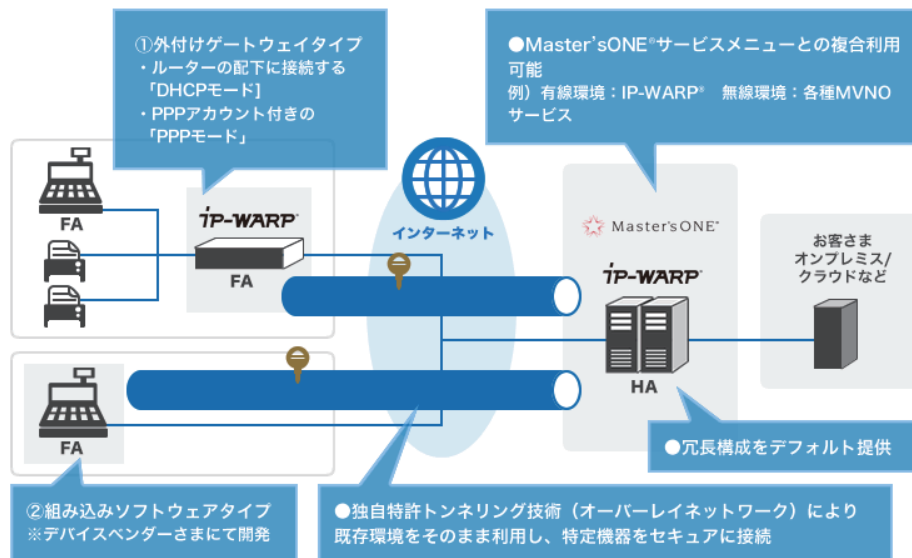 ①外付けゲートウェイタイプ
・ルーターの配下に接続する
「DHCPモード]
・PPPアカウント付きの
「PPPモード」
●Master'sONE®サービスメニューとの複合利用
可能
例）有線環境：IP-WARP®　無線環境：各種MVNO
サービス
FA
iP-WARP™
FA
インターネット
Master'sONE™
iP-WARP™
HA
お客さま
オンプレミス/
クラウドなど
FA
●冗長構成をデフォルト提供
②組み込みソフトウェアタイプ
※デバイスベンダーさまにて開発
●独自特許トンネリング技術（オーバーレイネットワーク）により
既存環境をそのまま利用し、特定機器をセキュアに接続